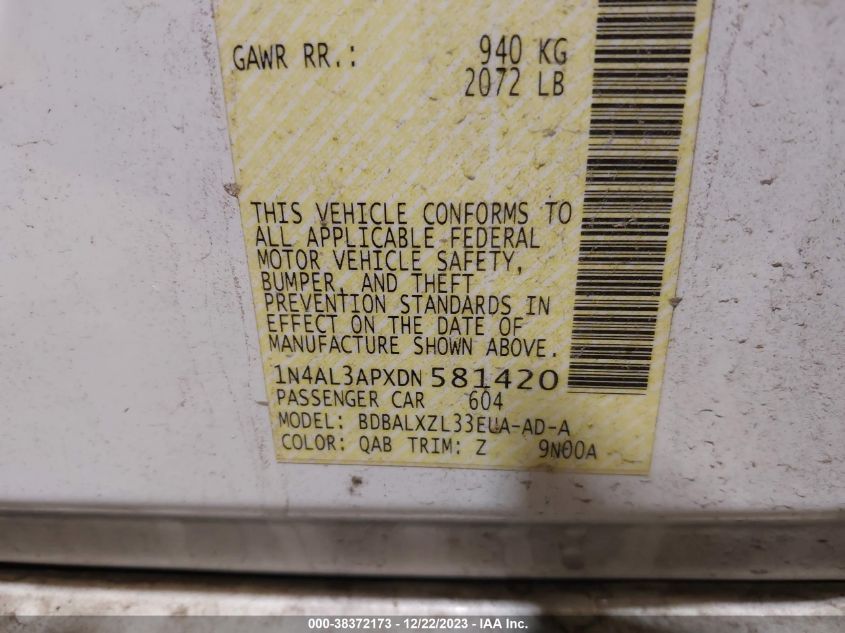 GAWR RR.: 940 KG
2072 LB
THIS VEHICLE CONFORMS TO
ALL APPLICABLE FEDERAL
MOTOR VEHICLE SAFETY,
BUMPER, AND THEFT
PREVENTION STANDARDS IN
EFFECT ON THE DATE OF
MANUFACTURE SHOWN ABOVE.
1N4AL3APXDN581420
PASSENGER CAR 604
MODEL: BDBALXZL33EUA-AD-A
COLOR: QAB TRIM: Z 9N00A
000-38372173 - 12/22/2023 - IAA Inc.